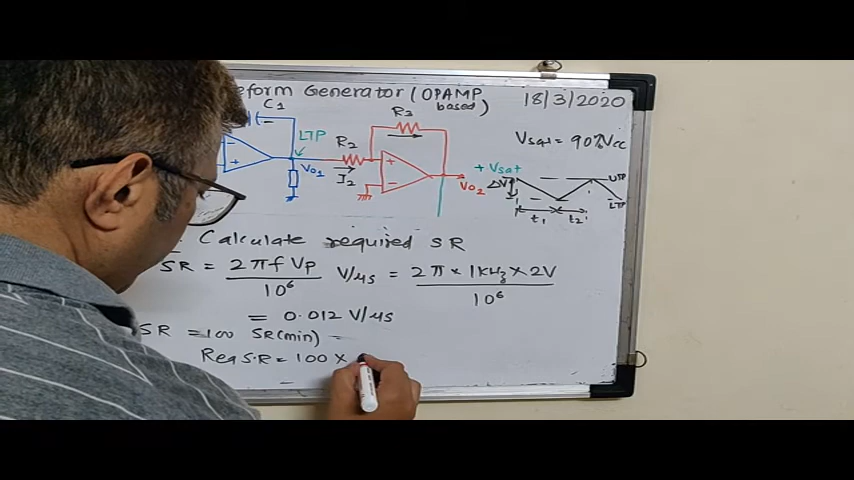 eform Generator (OPAMP based) 18/3/2020
C1
R3
LTP
R2
Vo1
I2
Vo2
+ Vsat
Vsat = 90% Vcc
ΔV
UTP
LTP
t1 t2
Calculate required SR
SR = 2πf Vp / 10^6 V/μs = 2π × 1KHz × 2V / 10^6
= 0.012 V/μs
SR = 100 SR(min) =
Req S.R = 100 ×